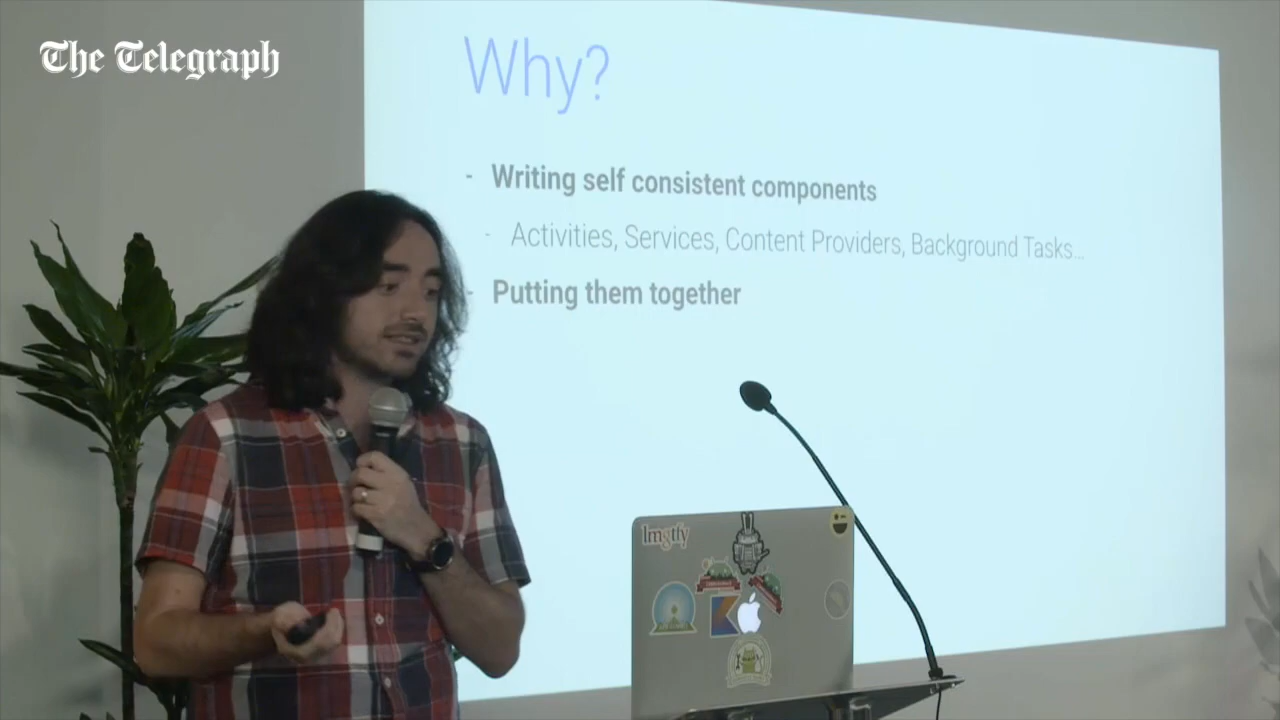 The Telegraph
Why?
- Writing self consistent components
- Activities, Services, Content Providers, Background Tasks...
- Putting them together
lmgtfy